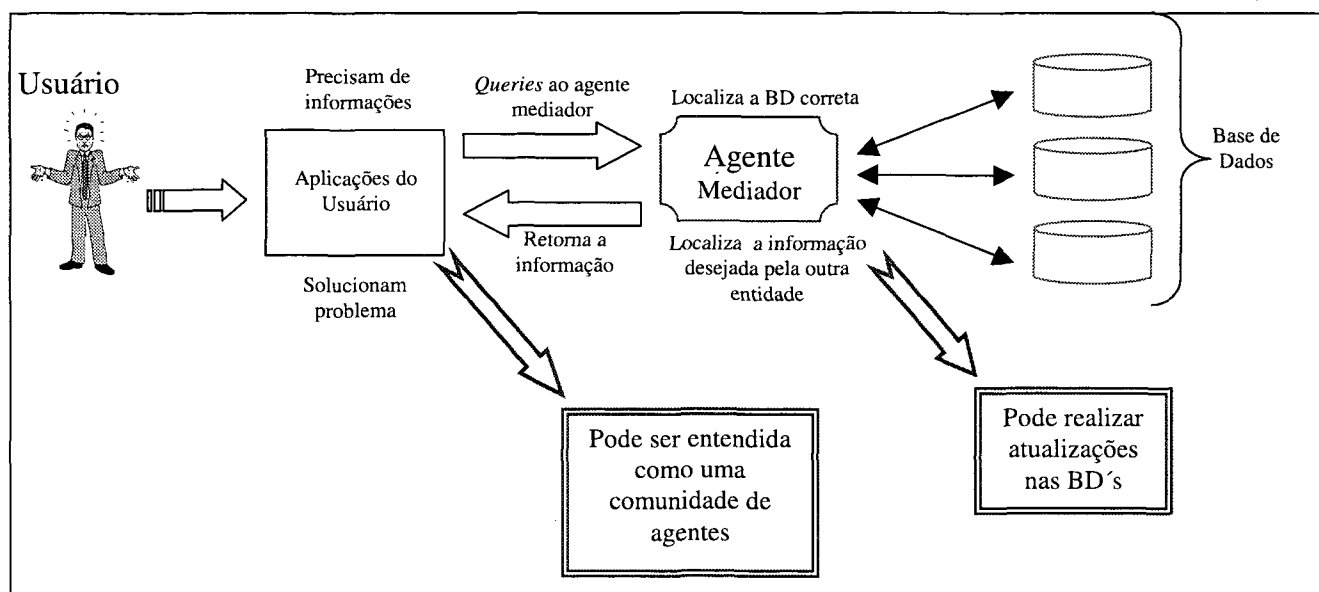 Usuário
Precisam de
informações
Aplicações do
Usuário
Solucionam
problema
Queries ao agente
mediador
Retorna a
informação
Localiza a BD correta
Agente
Mediador
Localiza a informação
desejada pela outra
entidade
Base de
Dados
Pode ser entendida
como uma
comunidade de
agentes
Pode realizar
atualizações
nas BD´s